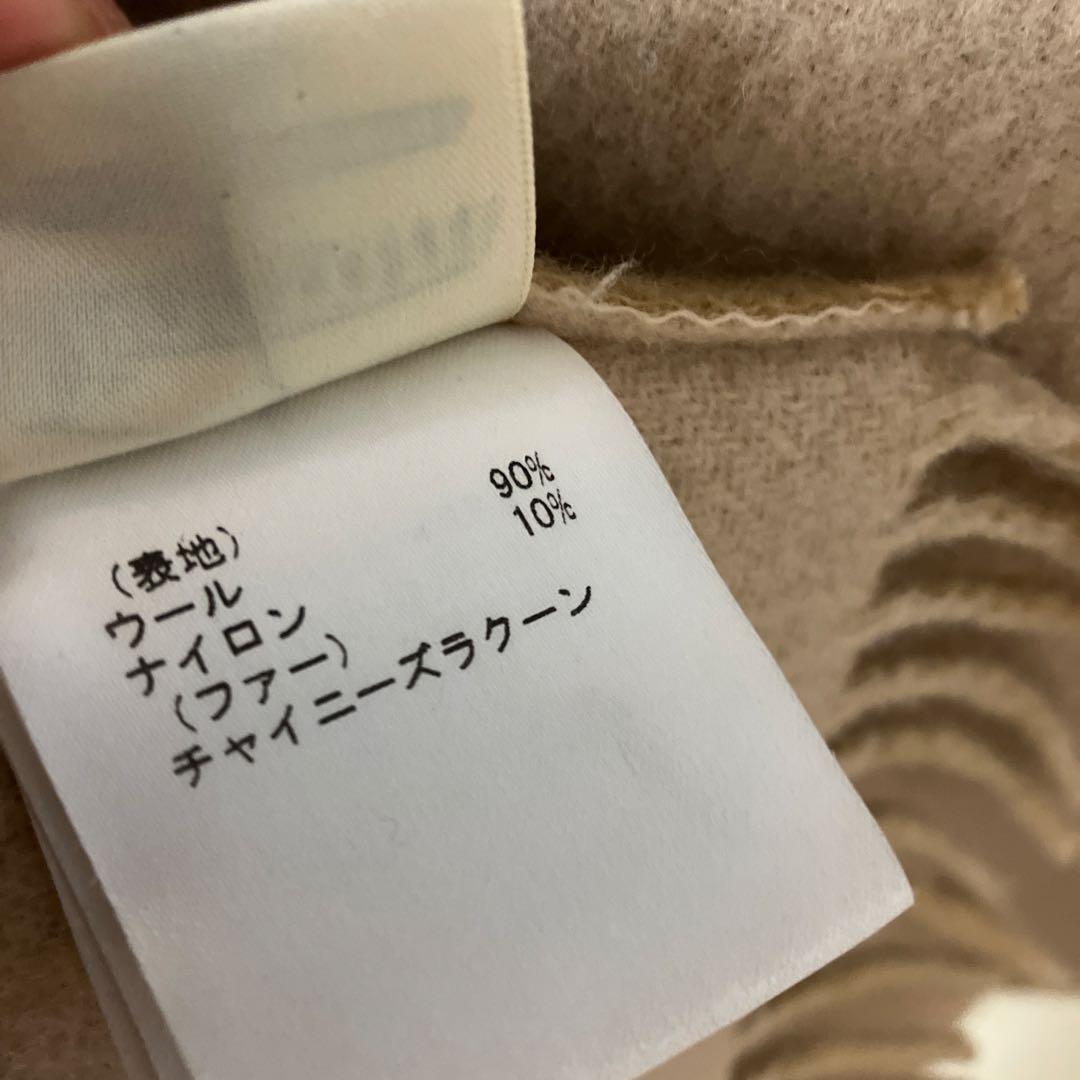 (表地)
ウール 90%
ナイロン 10%
(ファー)
チャイニーズラクーン